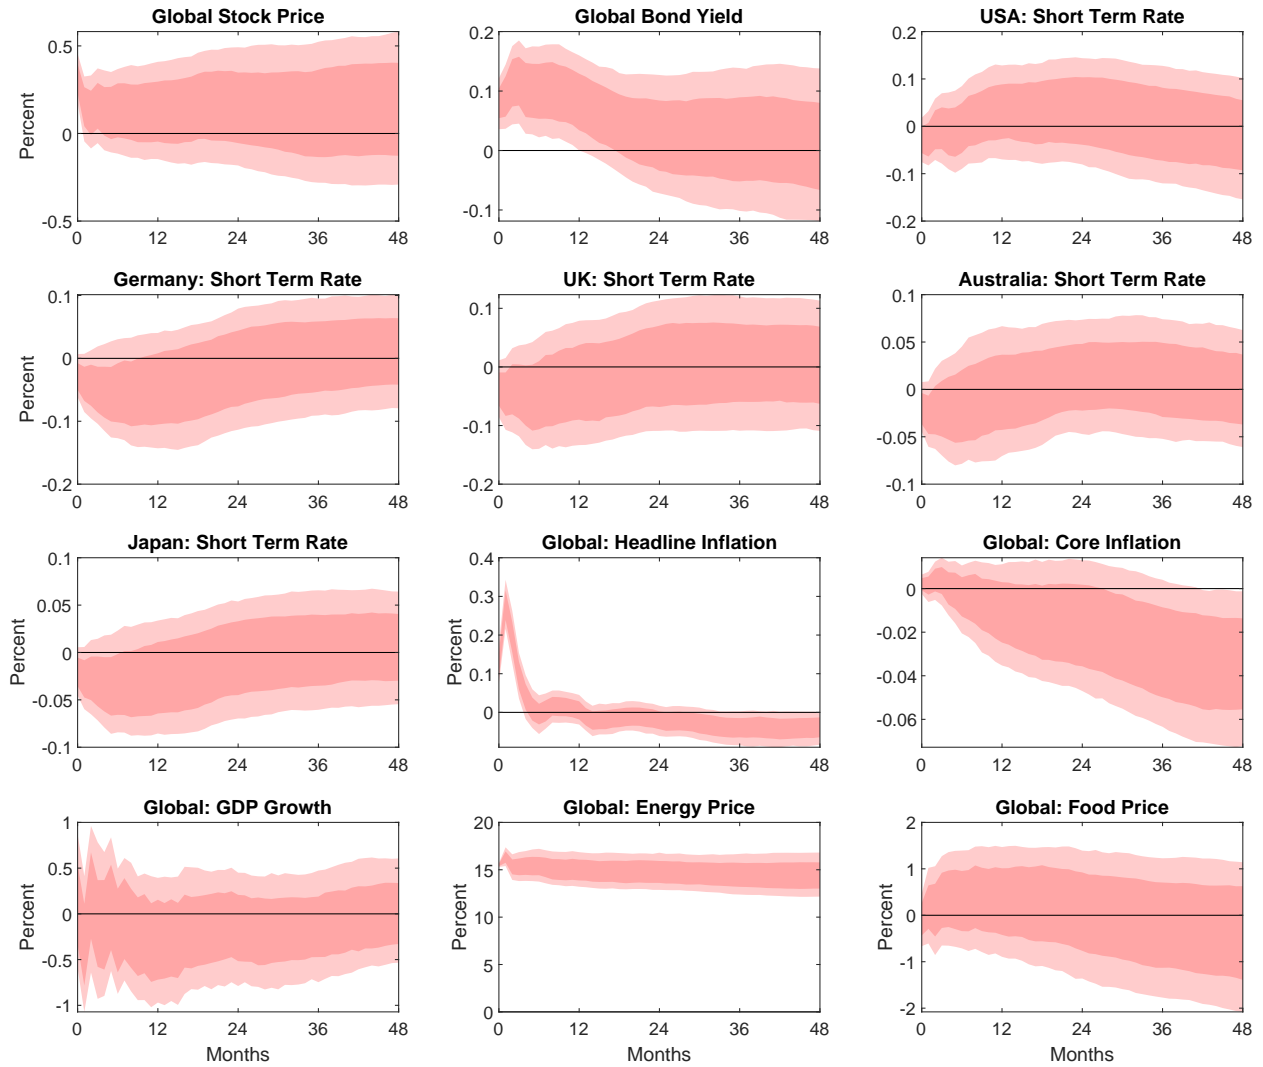 Global Stock Price
Percent
0.5
0
-0.5
0 12 24 36 48
Global Bond Yield
0.2
0.1
0
-0.1
0 12 24 36 48
USA: Short Term Rate
0.2
0.1
0
-0.1
-0.2
0 12 24 36 48
Germany: Short Term Rate
Percent
0.1
0
-0.1
-0.2
0 12 24 36 48
UK: Short Term Rate
0.1
0
-0.1
-0.2
0 12 24 36 48
Australia: Short Term Rate
0.1
0.05
0
-0.05
-0.1
0 12 24 36 48
Japan: Short Term Rate
Percent
0.1
0.05
0
-0.05
-0.1
0 12 24 36 48
Global: Headline Inflation
Percent
0.4
0.3
0.2
0.1
0
0 12 24 36 48
Global: Core Inflation
0
-0.02
-0.04
-0.06
0 12 24 36 48
Global: GDP Growth
Percent
1
0.5
0
-0.5
-1
0 12 24 36 48
Months
Global: Energy Price
Percent
20
15
10
5
0
0 12 24 36 48
Months
Global: Food Price
Percent
2
1
0
-1
-2
0 12 24 36 48
Months